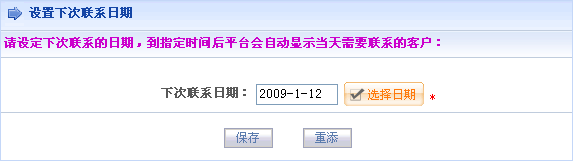 设置下次联系日期
请设定下次联系的日期，到指定时间后平台会自动显示当天需要联系的客户：
下次联系日期： 2009-1-12 选择日期 *
保存 重添